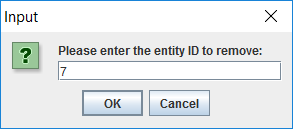 Input
Please enter the entity ID to remove:
7
OK Cancel